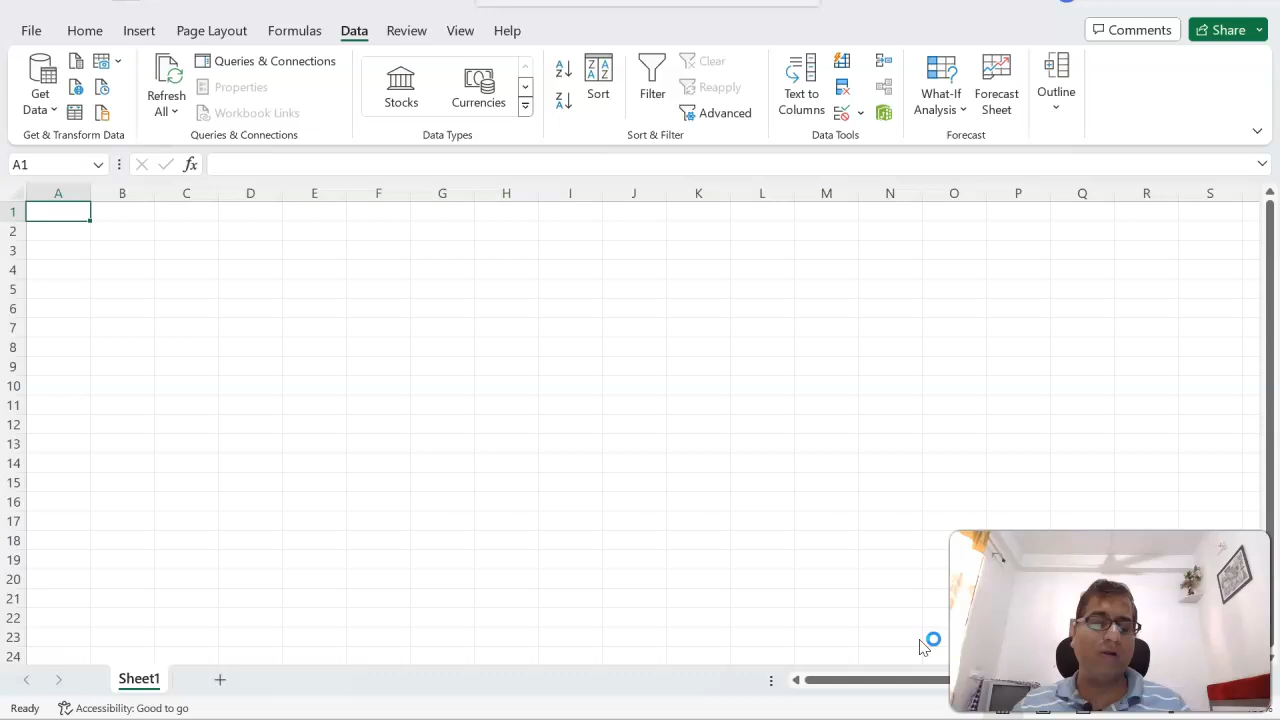 File Home Insert Page Layout Formulas Data Review View Help Comments Share
Get Data
Refresh All
Queries & Connections
Properties
Workbook Links
Stocks
Currencies
Sort
Filter
Clear
Reapply
Advanced
Text to Columns
What-If Analysis
Forecast Sheet
Outline
Get & Transform Data Queries & Connections Data Types Sort & Filter Data Tools Forecast
A1 fx
A B C D E F G H I J K L M N O P Q R S
1
2
3
4
5
6
7
8
9
10
11
12
13
14
15
16
17
18
19
20
21
22
23
24
Sheet1
Ready Accessibility: Good to go